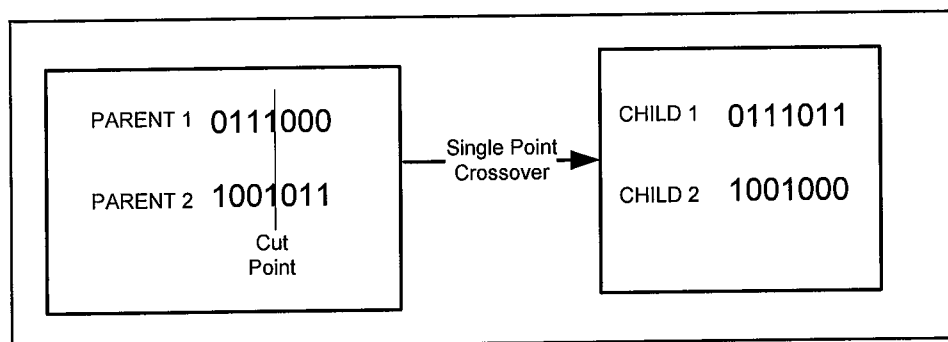 PARENT 1 0111000
PARENT 2 1001011
Cut
Point
Single Point
Crossover
CHILD 1 0111011
CHILD 2 1001000